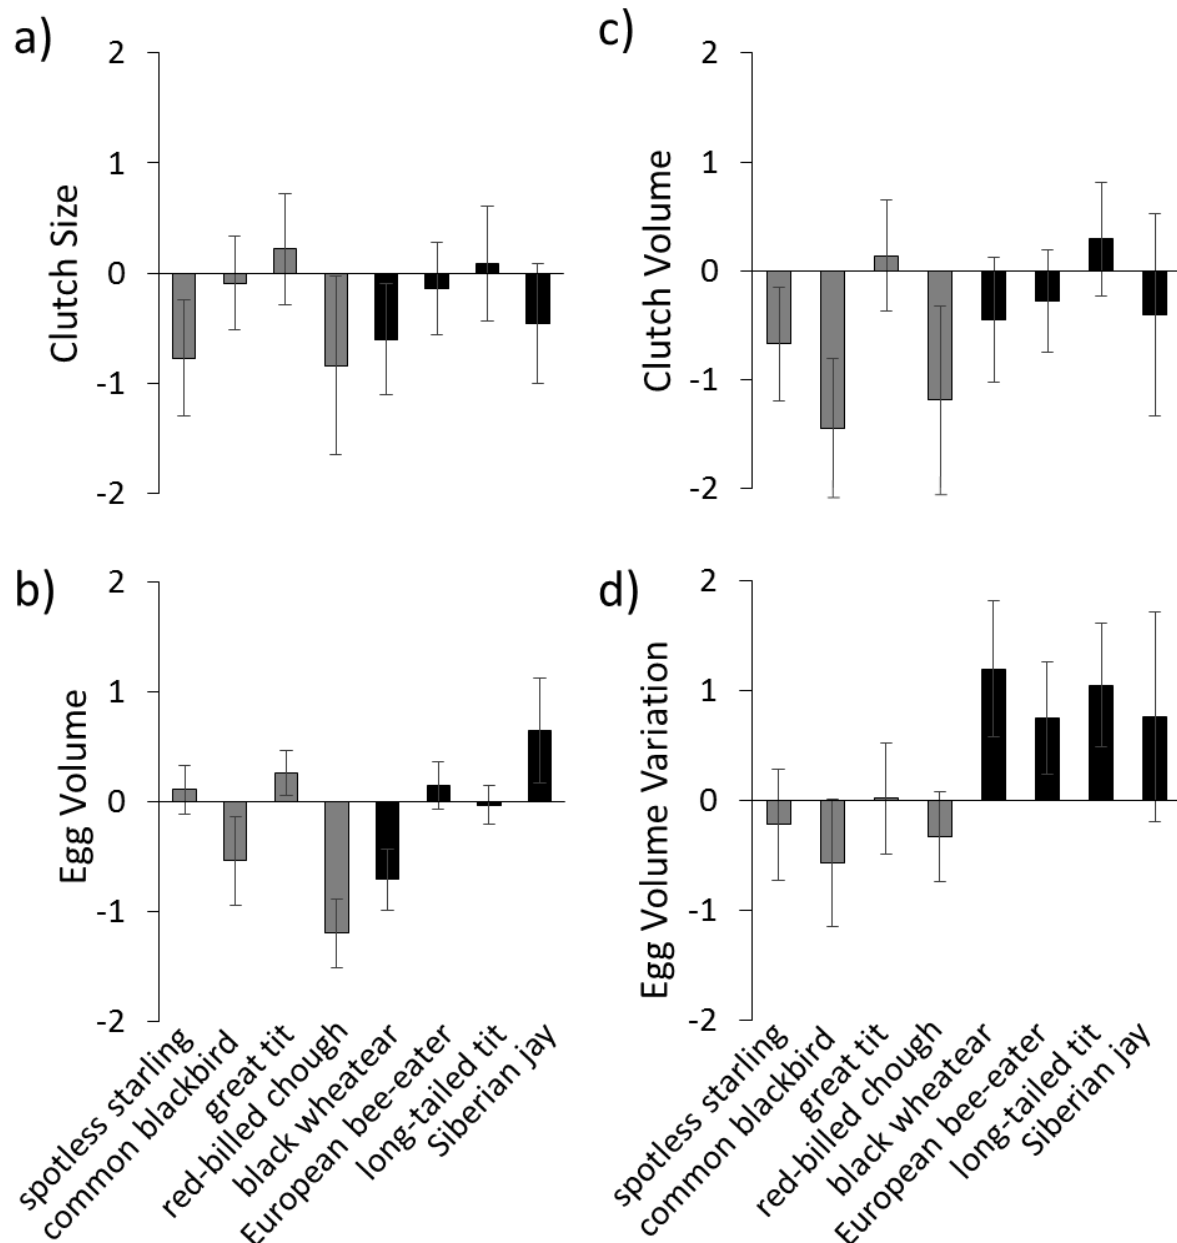 a)
2
1
0
-1
-2
Clutch Size
c)
2
1
0
-1
-2
Clutch Volume
b)
2
1
0
-1
-2
Egg Volume
spotless starling
common blackbird
great tit
red-billed chough
black wheatear
European bee-eater
long-tailed tit
Siberian jay
d)
2
1
0
-1
-2
Egg Volume Variation
spotless starling
common blackbird
great tit
red-billed chough
black wheatear
European bee-eater
long-tailed tit
Siberian jay